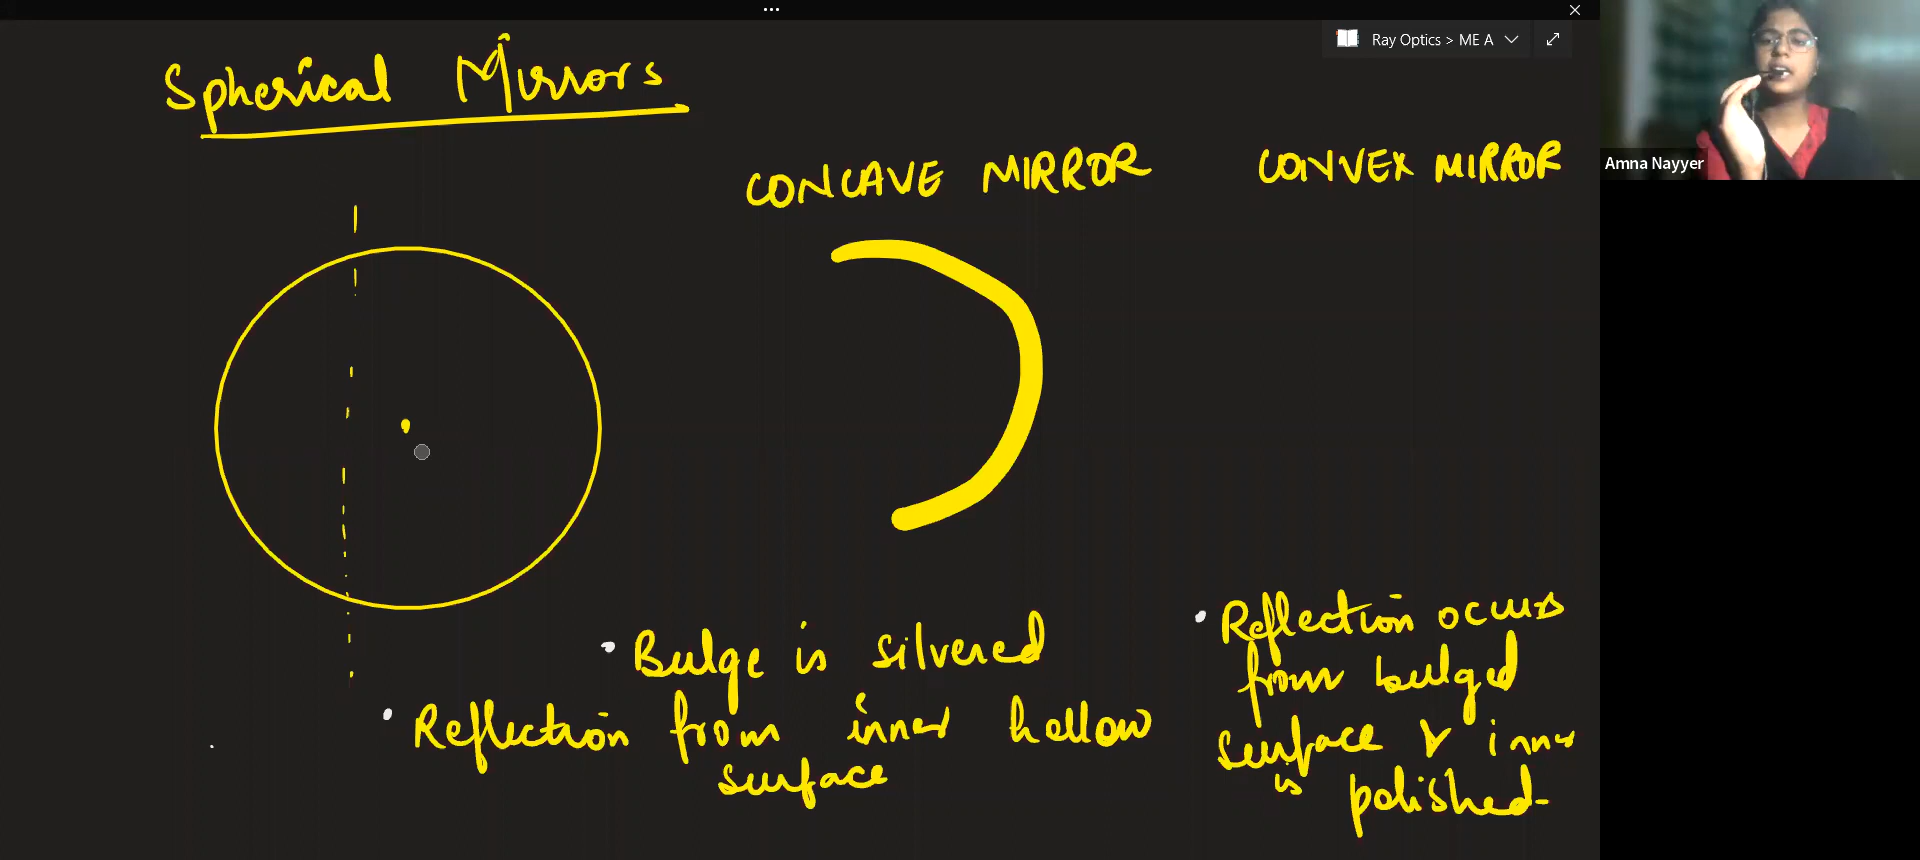 Spherical Mirrors
Ray Optics > ME A
Amna Nayyer
CONCAVE MIRROR
CONVEX MIRROR
• Bulge is silvered
• Reflection from inner hollow
surface
• Reflection occurs
from bulged
surface & inner
is polished